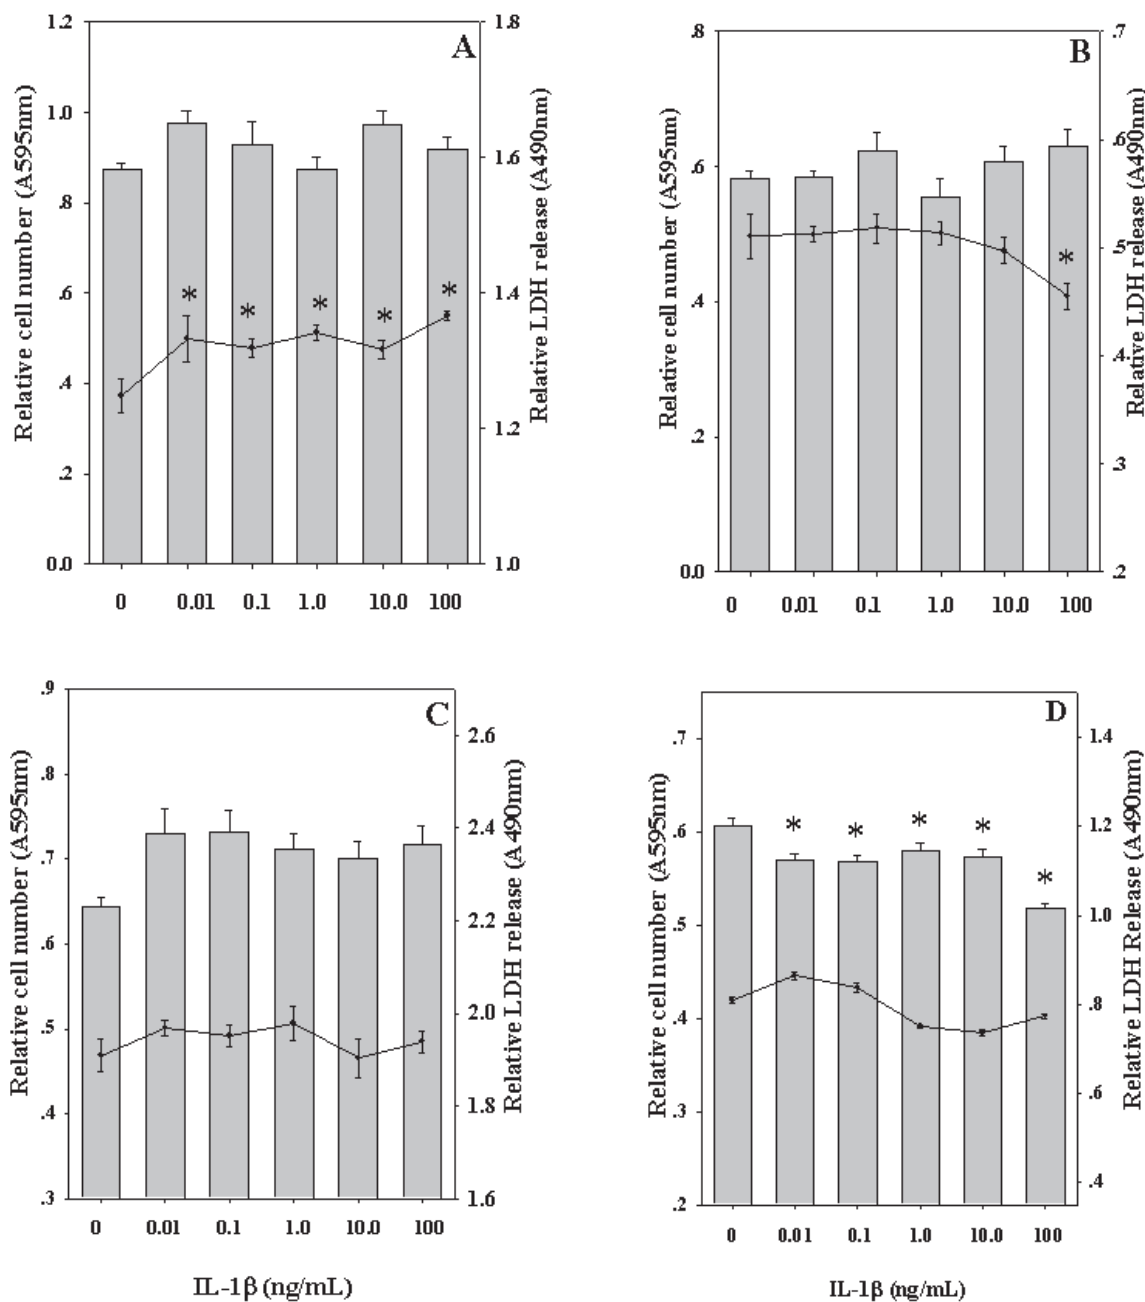 A
Relative cell number (A595nm)
1.2
1.0
.8
.6
.4
.2
0.0
Relative LDH release (A490nm)
1.8
1.6
1.4
1.2
1.0
* * * * *
0 0.01 0.1 1.0 10.0 100
B
Relative cell number (A595nm)
.8
.6
.4
.2
0.0
Relative LDH release (A490nm)
.7
.6
.5
.4
.3
.2
*
0 0.01 0.1 1.0 10.0 100
C
Relative cell number (A595nm)
.9
.8
.7
.6
.5
.4
.3
Relative LDH release (A490nm)
2.6
2.4
2.2
2.0
1.8
1.6
0 0.01 0.1 1.0 10.0 100
IL-1β (ng/mL)
D
Relative cell number (A595nm)
.7
.6
.5
.4
.3
.2
Relative LDH Release (A490nm)
1.4
1.2
1.0
.8
.6
.4
* * * * *
0 0.01 0.1 1.0 10.0 100
IL-1β (ng/mL)